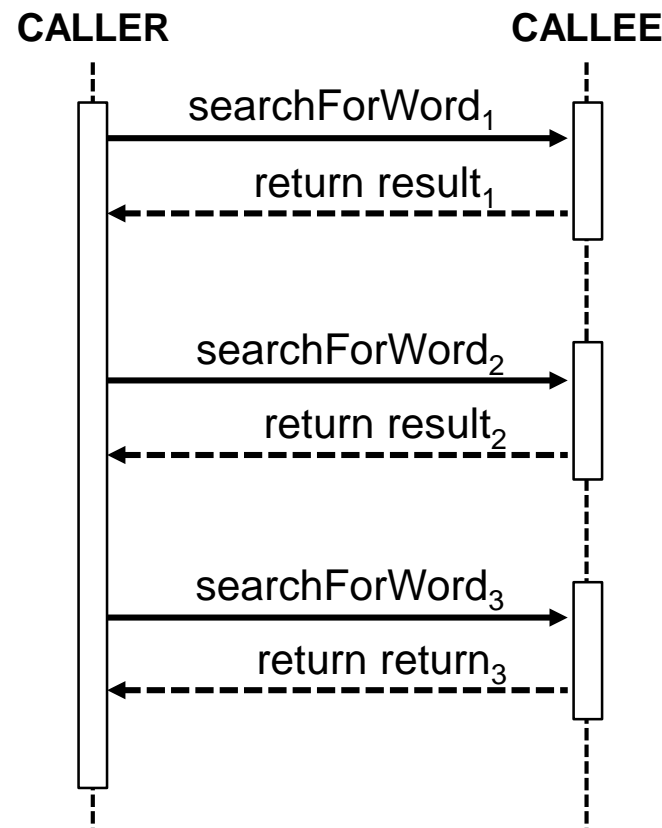 CALLER CALLEE
searchForWord₁
return result₁
searchForWord₂
return result₂
searchForWord₃
return return₃